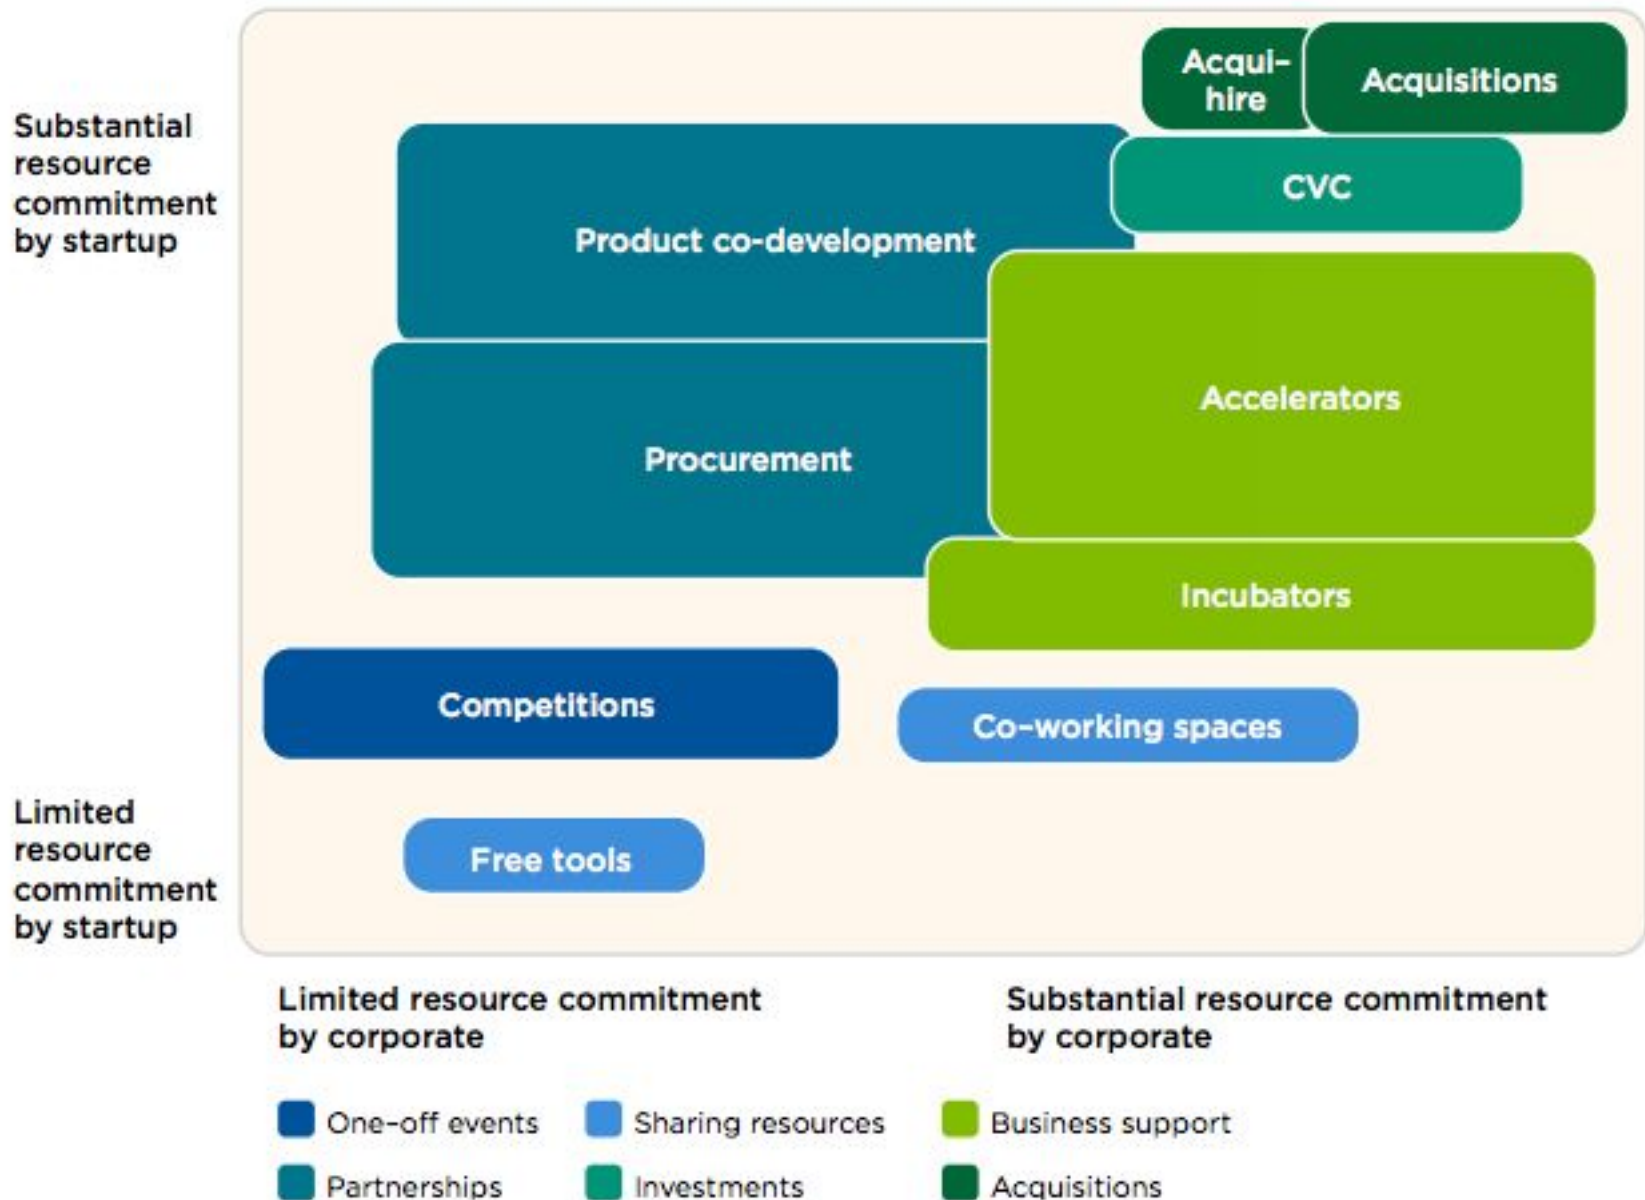 Acqui-
hire
Acquisitions
Substantial
resource
commitment
by startup
CVC
Product co-development
Accelerators
Procurement
Incubators
Competitions
Co-working spaces
Limited
resource
commitment
by startup
Free tools
Limited resource commitment
by corporate
Substantial resource commitment
by corporate
One-off events
Sharing resources
Business support
Partnerships
Investments
Acquisitions